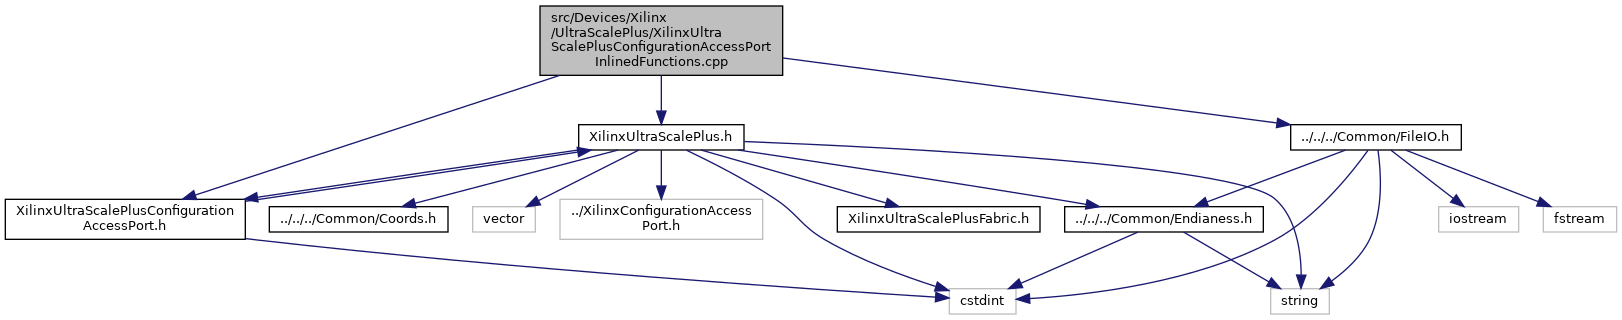 src/Devices/Xilinx
/UltraScalePlus/XilinxUltra
ScalePlusConfigurationAccessPort
InlinedFunctions.cpp
XilinxUltraScalePlus.h
../../../Common/FileIO.h
XilinxUltraScalePlusConfiguration
AccessPort.h
../../../Common/Coords.h
vector
../XilinxConfigurationAccess
Port.h
XilinxUltraScalePlusFabric.h
../../../Common/Endianess.h
iostream
fstream
cstdint
string